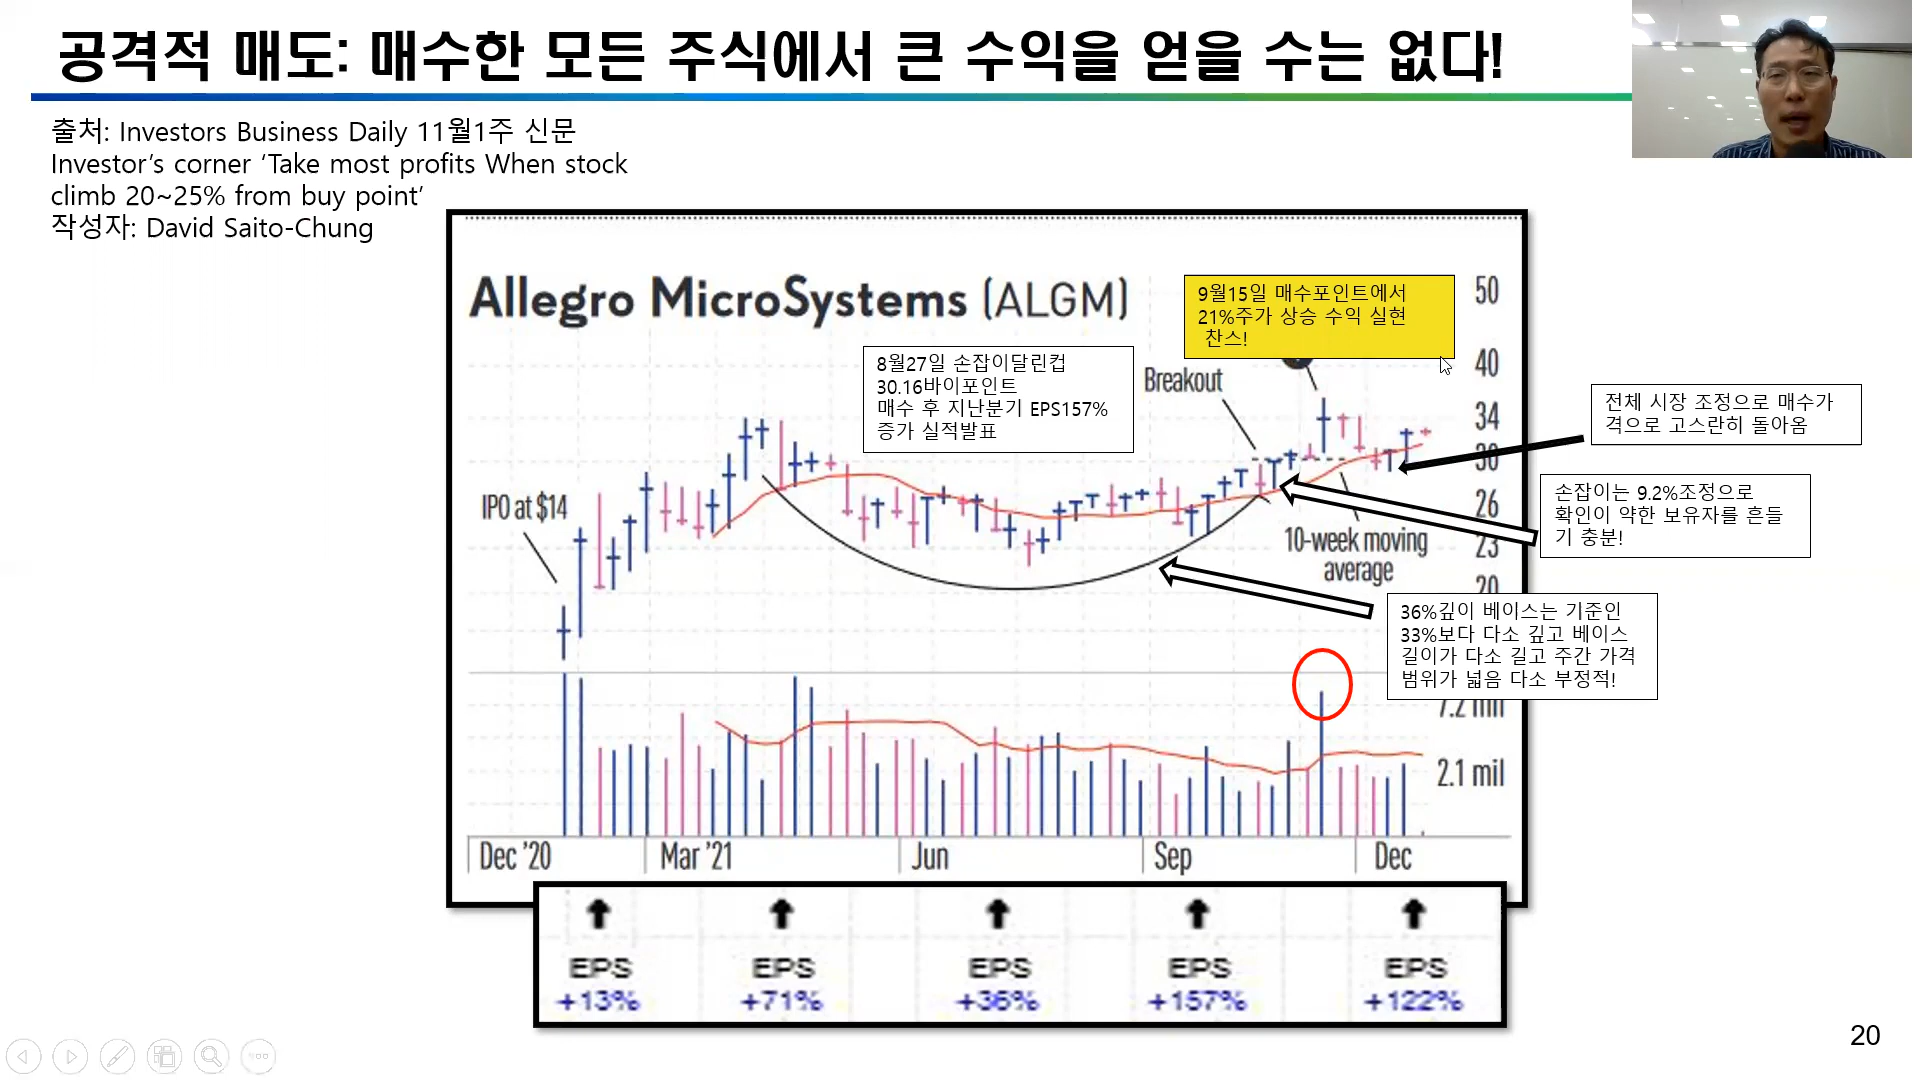 공격적 매도: 매수한 모든 주식에서 큰 수익을 얻을 수는 없다!
출처: Investors Business Daily 11월1주 신문
Investor’s corner ‘Take most profits When stock
climb 20~25% from buy point’
작성자: David Saito-Chung
Allegro MicroSystems (ALGM)
9월15일 매수포인트에서
21%주가 상승 수익 실현
찬스!
8월27일 손잡이달린컵
30.16바이포인트
매수 후 지난분기 EPS157%
증가 실적발표
Breakout
IPO at $14
10-week moving
average
50
40
34
30
26
23
20
전체 시장 조정으로 매수가
격으로 고스란히 돌아옴
손잡이는 9.2%조정으로
확인이 약한 보유자를 흔들
기 충분!
36%깊이 베이스는 기준인
33%보다 다소 깊고 베이스
길이가 다소 길고 주간 가격
범위가 넓음 다소 부정적!
7.2 mil
2.1 mil
Dec ’20 Mar ’21 Jun Sep Dec
EPS EPS EPS EPS EPS
+13% +71% +36% +157% +122%
20